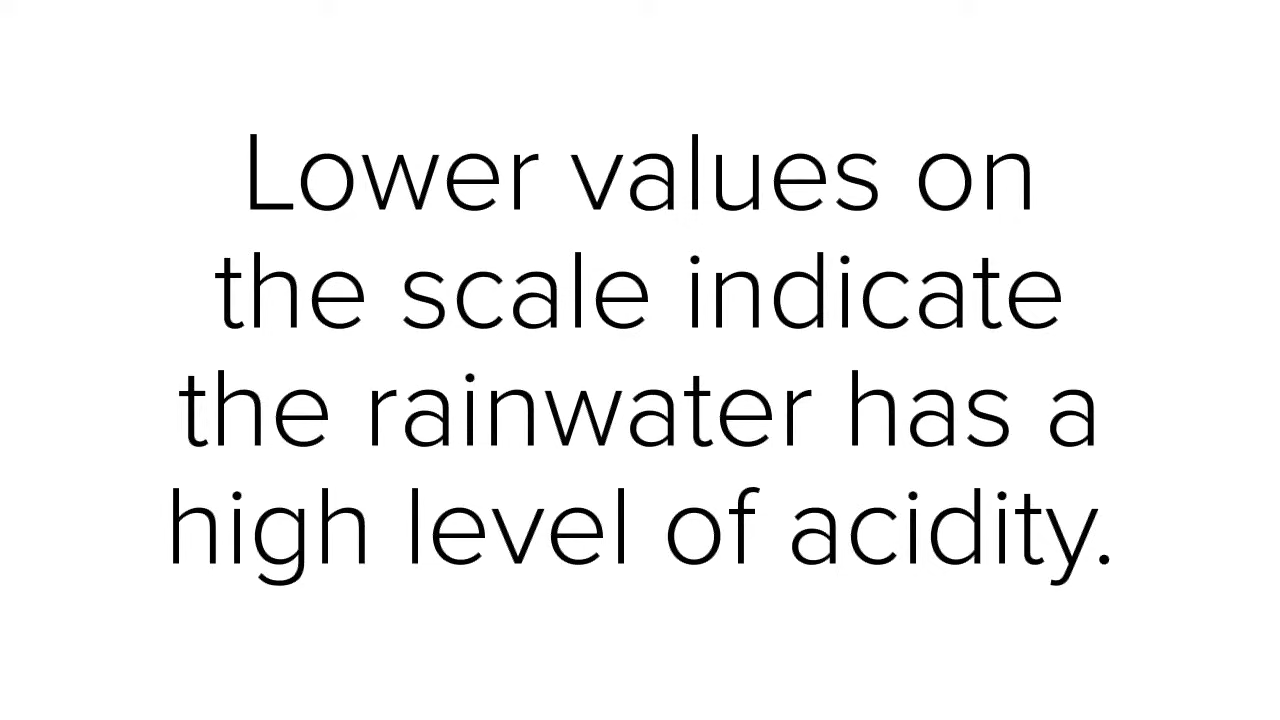 Lower values on
the scale indicate
the rainwater has a
high level of acidity.